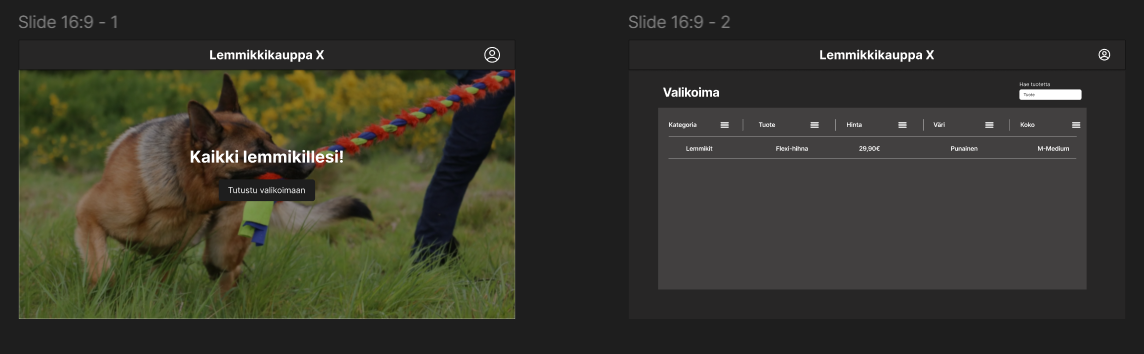 Slide 16:9 - 1
Lemmikkikauppa X
Kaikki lemmikillesi!
Tutustu valikoimaan
Slide 16:9 - 2
Lemmikkikauppa X
Valikoima
Hae tuotetta
Tuote
Kategoria Tuote Hinta Väri Koko
Lemmikit Flexi-hihna 29,90€ Punainen M-Medium